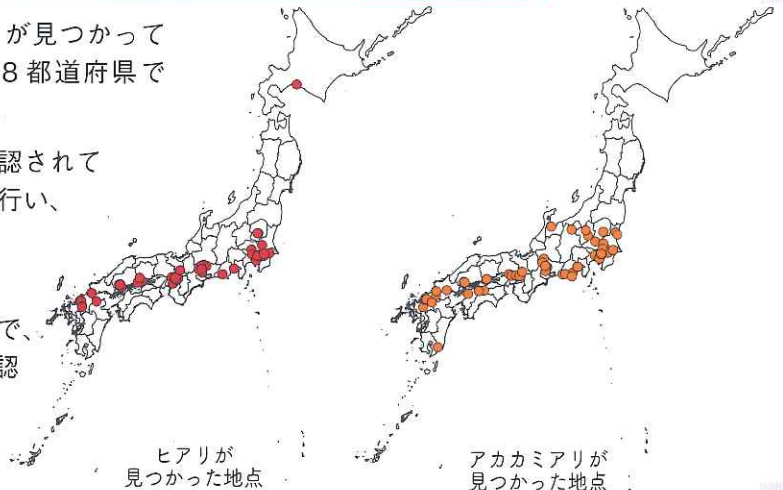 が見つかって
8都道府県で
認されて
行い、
で、
認
ヒアリが
見つかった地点
アカカミアリが
見つかった地点